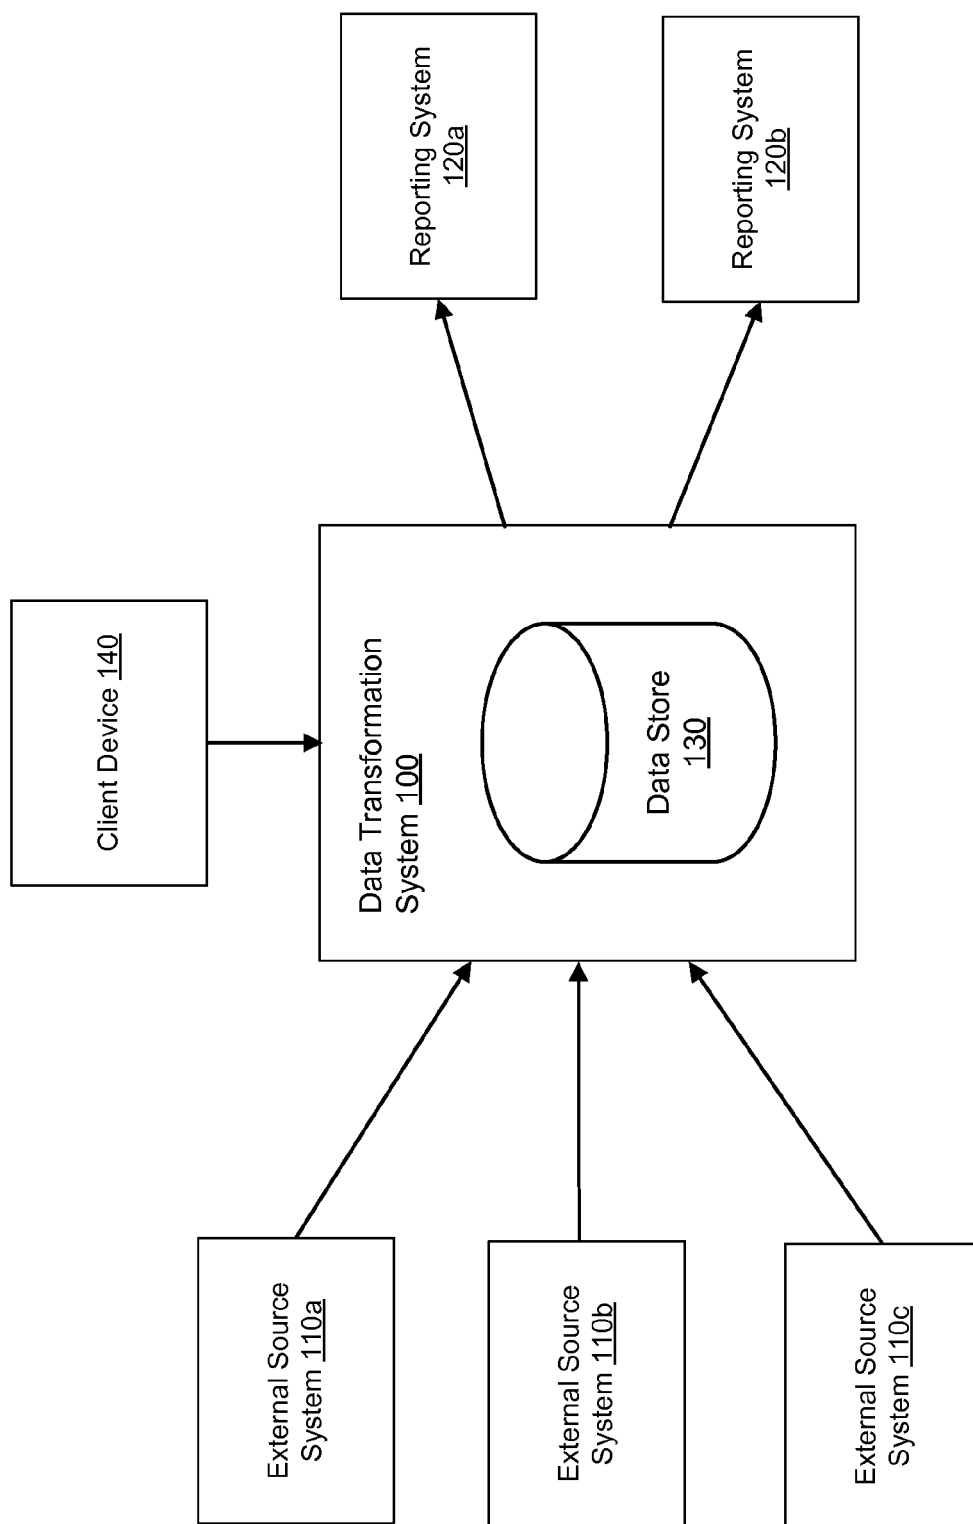 Client Device 140
External Source
System 110a
External Source
System 110b
External Source
System 110c
Data Transformation
System 100
Data Store
130
Reporting System
120a
Reporting System
120b